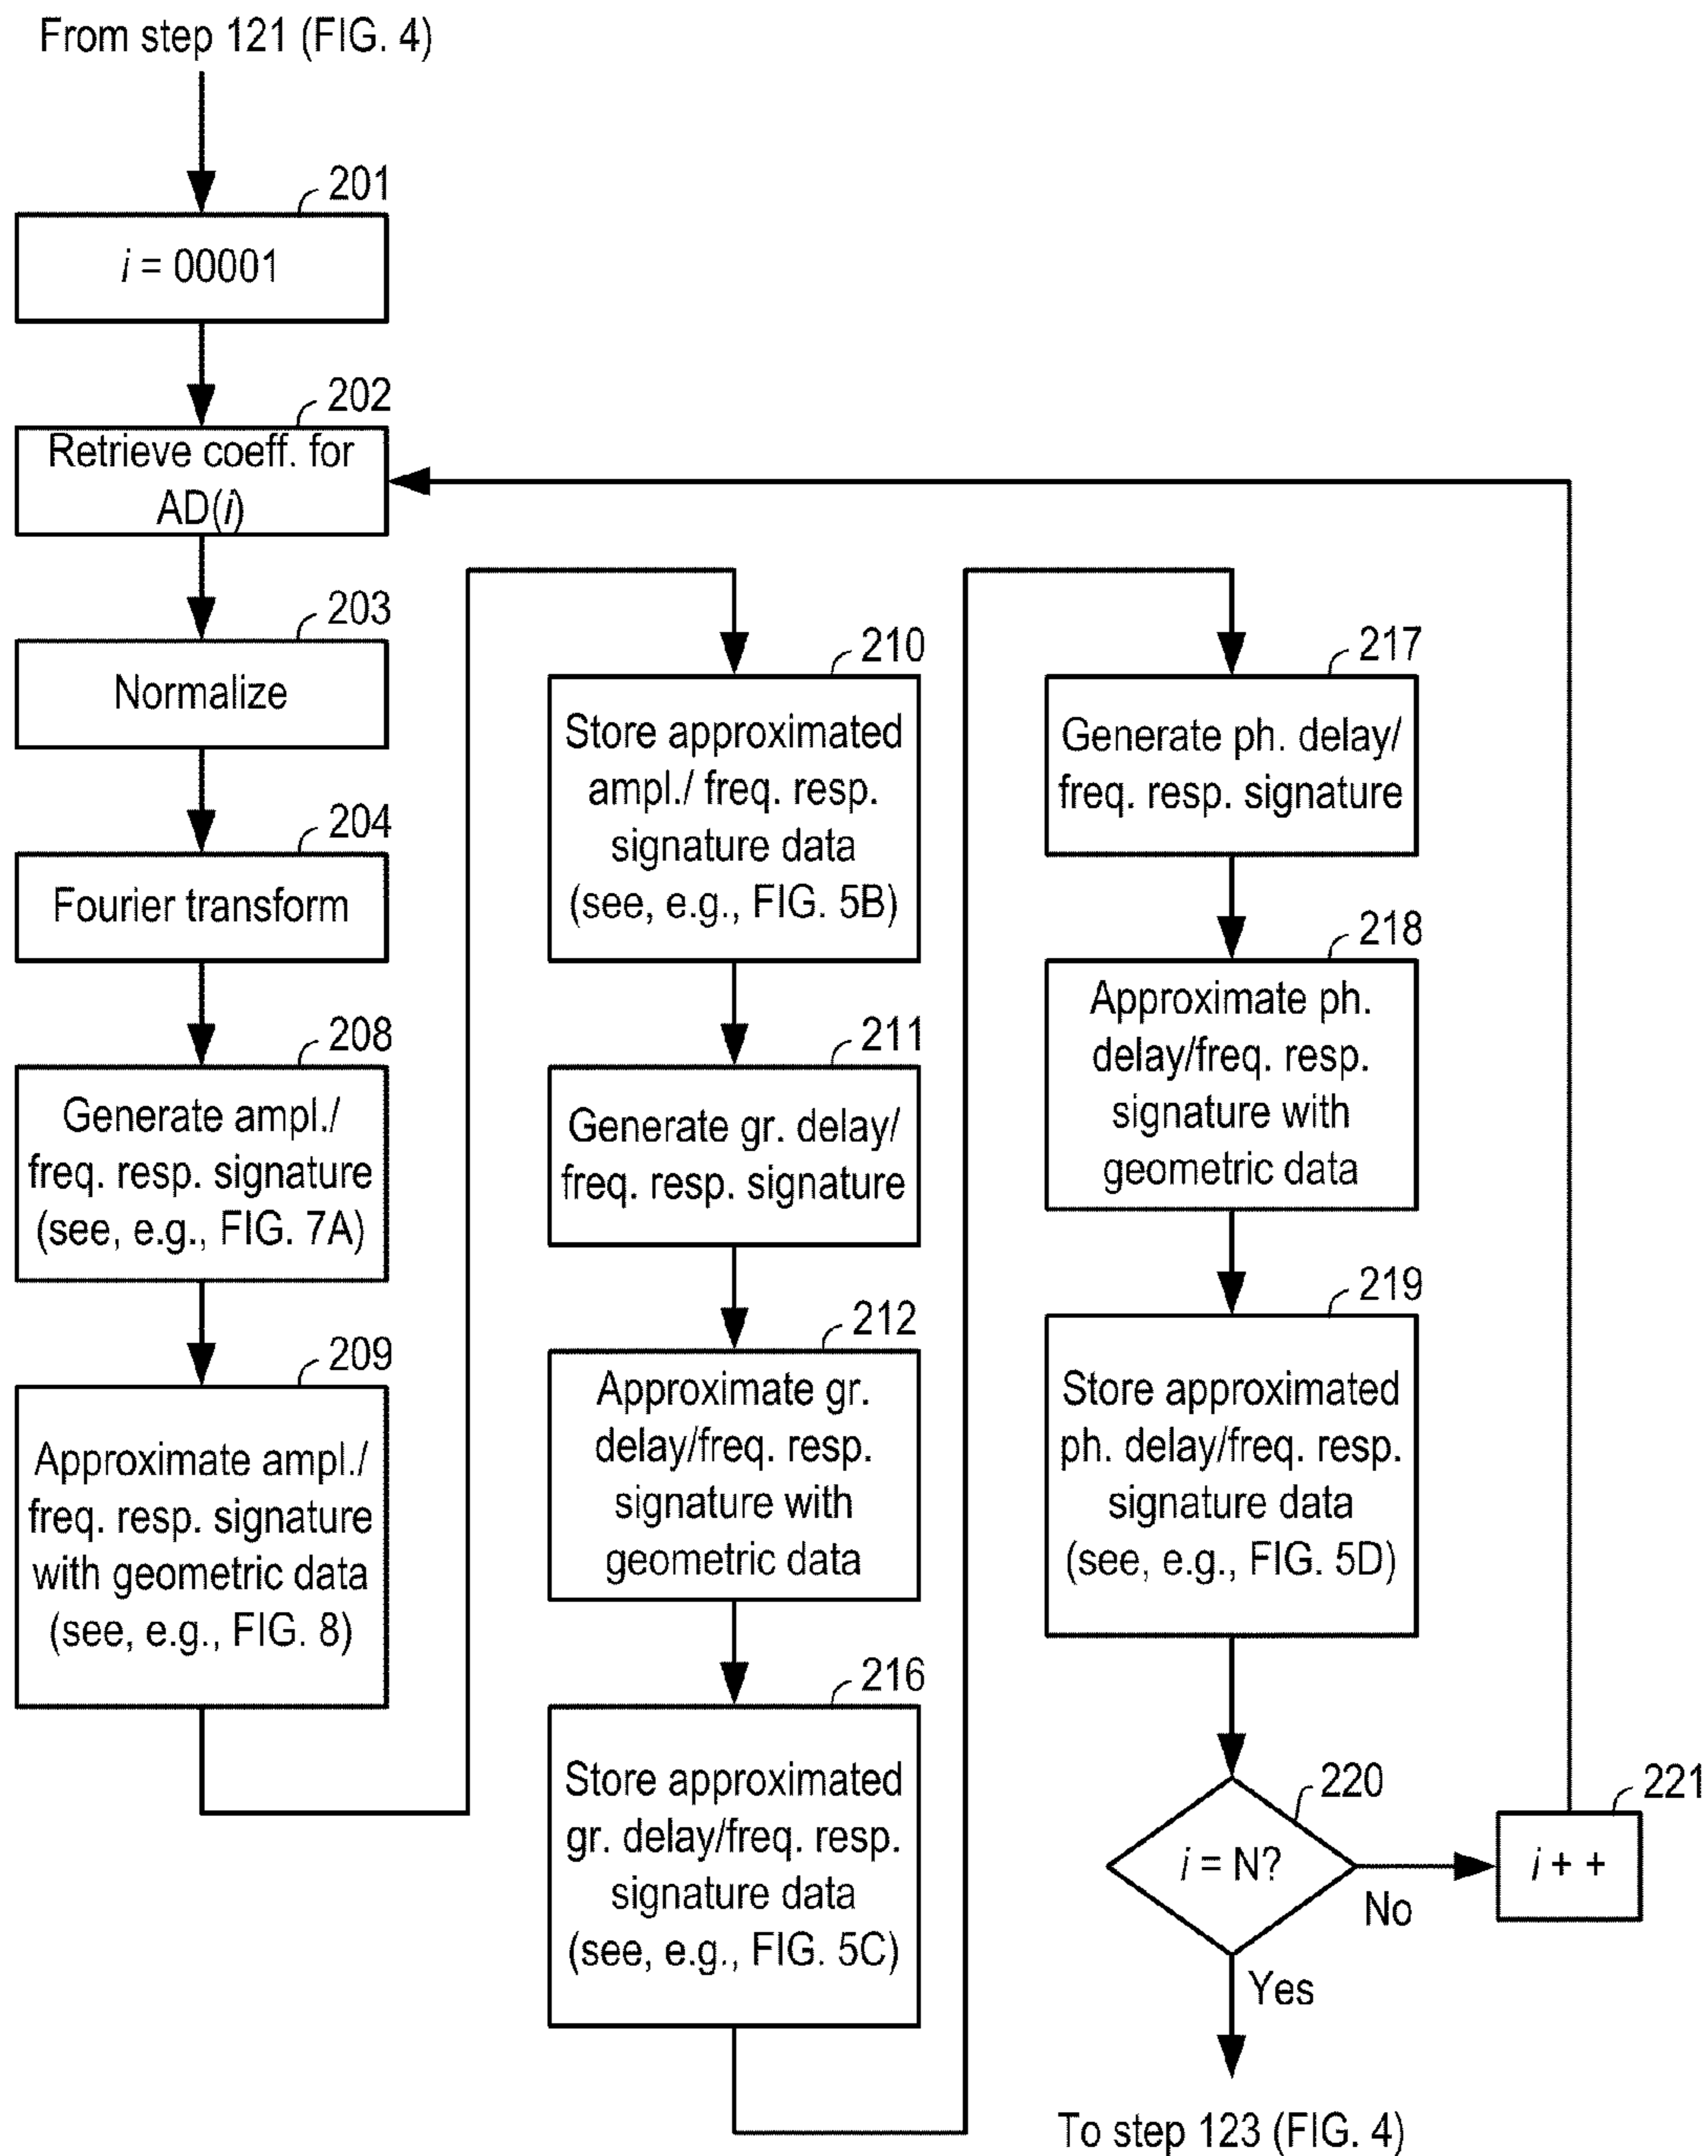 From step 121 (FIG. 4)
201
i = 00001
202
Retrieve coeff. for
AD(i)
203
Normalize
204
Fourier transform
208
Generate ampl./
freq. resp. signature
(see, e.g., FIG. 7A)
209
Approximate ampl./
freq. resp. signature
with geometric data
(see, e.g., FIG. 8)
210
Store approximated
ampl./ freq. resp.
signature data
(see, e.g., FIG. 5B)
211
Generate gr. delay/
freq. resp. signature
212
Approximate gr.
delay/freq. resp.
signature with
geometric data
216
Store approximated
gr. delay/freq. resp.
signature data
(see, e.g., FIG. 5C)
217
Generate ph. delay/
freq. resp. signature
218
Approximate ph.
delay/freq. resp.
signature with
geometric data
219
Store approximated
ph. delay/freq. resp.
signature data
(see, e.g., FIG. 5D)
220
i = N?
No
221
i + +
Yes
To step 123 (FIG. 4)